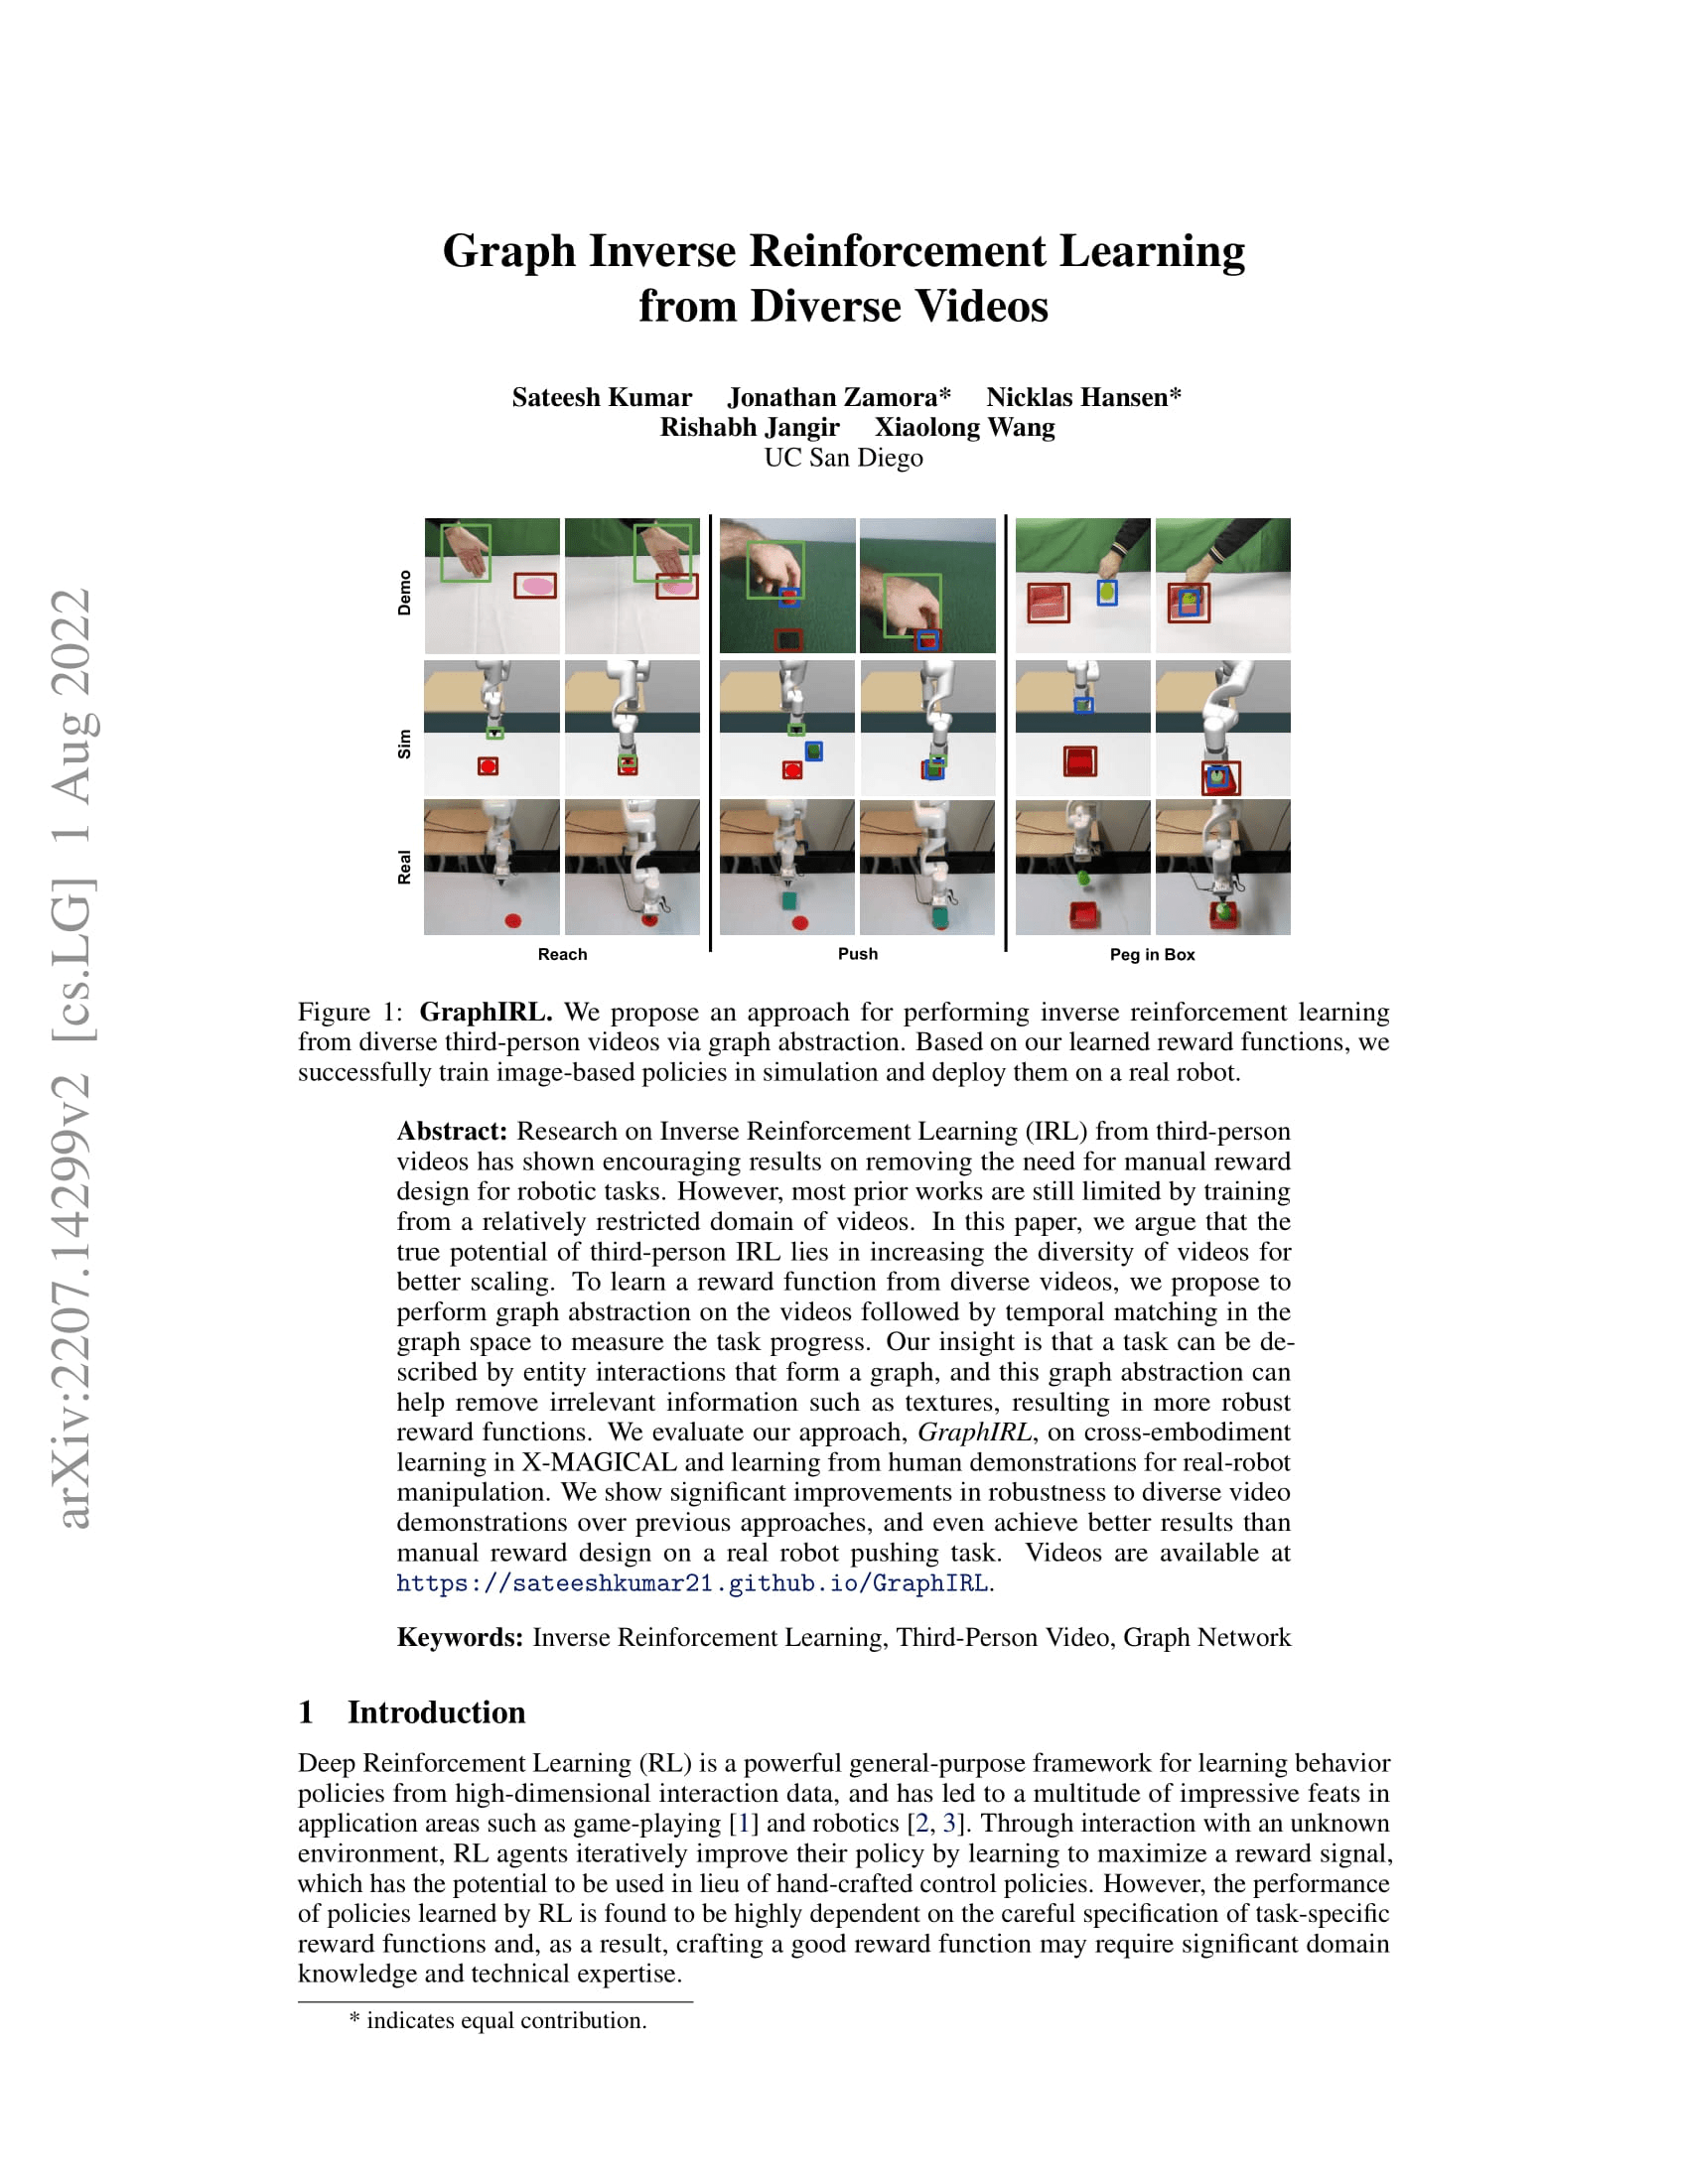 Graph Inverse Reinforcement Learning
from Diverse Videos
Sateesh Kumar Jonathan Zamora* Nicklas Hansen*
Rishabh Jangir Xiaolong Wang
UC San Diego
Demo
Sim
Real
Reach Push Peg in Box
Figure 1: GraphIRL. We propose an approach for performing inverse reinforcement learning
from diverse third-person videos via graph abstraction. Based on our learned reward functions, we
successfully train image-based policies in simulation and deploy them on a real robot.
Abstract: Research on Inverse Reinforcement Learning (IRL) from third-person
videos has shown encouraging results on removing the need for manual reward
design for robotic tasks. However, most prior works are still limited by training
from a relatively restricted domain of videos. In this paper, we argue that the
true potential of third-person IRL lies in increasing the diversity of videos for
better scaling. To learn a reward function from diverse videos, we propose to
perform graph abstraction on the videos followed by temporal matching in the
graph space to measure the task progress. Our insight is that a task can be de-
scribed by entity interactions that form a graph, and this graph abstraction can
help remove irrelevant information such as textures, resulting in more robust
reward functions. We evaluate our approach, GraphIRL, on cross-embodiment
learning in X-MAGICAL and learning from human demonstrations for real-robot
manipulation. We show significant improvements in robustness to diverse video
demonstrations over previous approaches, and even achieve better results than
manual reward design on a real robot pushing task. Videos are available at
https://sateeshkumar21.github.io/GraphIRL.
Keywords: Inverse Reinforcement Learning, Third-Person Video, Graph Network
1 Introduction
Deep Reinforcement Learning (RL) is a powerful general-purpose framework for learning behavior
policies from high-dimensional interaction data, and has led to a multitude of impressive feats in
application areas such as game-playing [1] and robotics [2, 3]. Through interaction with an unknown
environment, RL agents iteratively improve their policy by learning to maximize a reward signal,
which has the potential to be used in lieu of hand-crafted control policies. However, the performance
of policies learned by RL is found to be highly dependent on the careful specification of task-specific
reward functions and, as a result, crafting a good reward function may require significant domain
knowledge and technical expertise.
* indicates equal contribution.
arXiv:2207.14299v2 [cs.LG] 1 Aug 2022